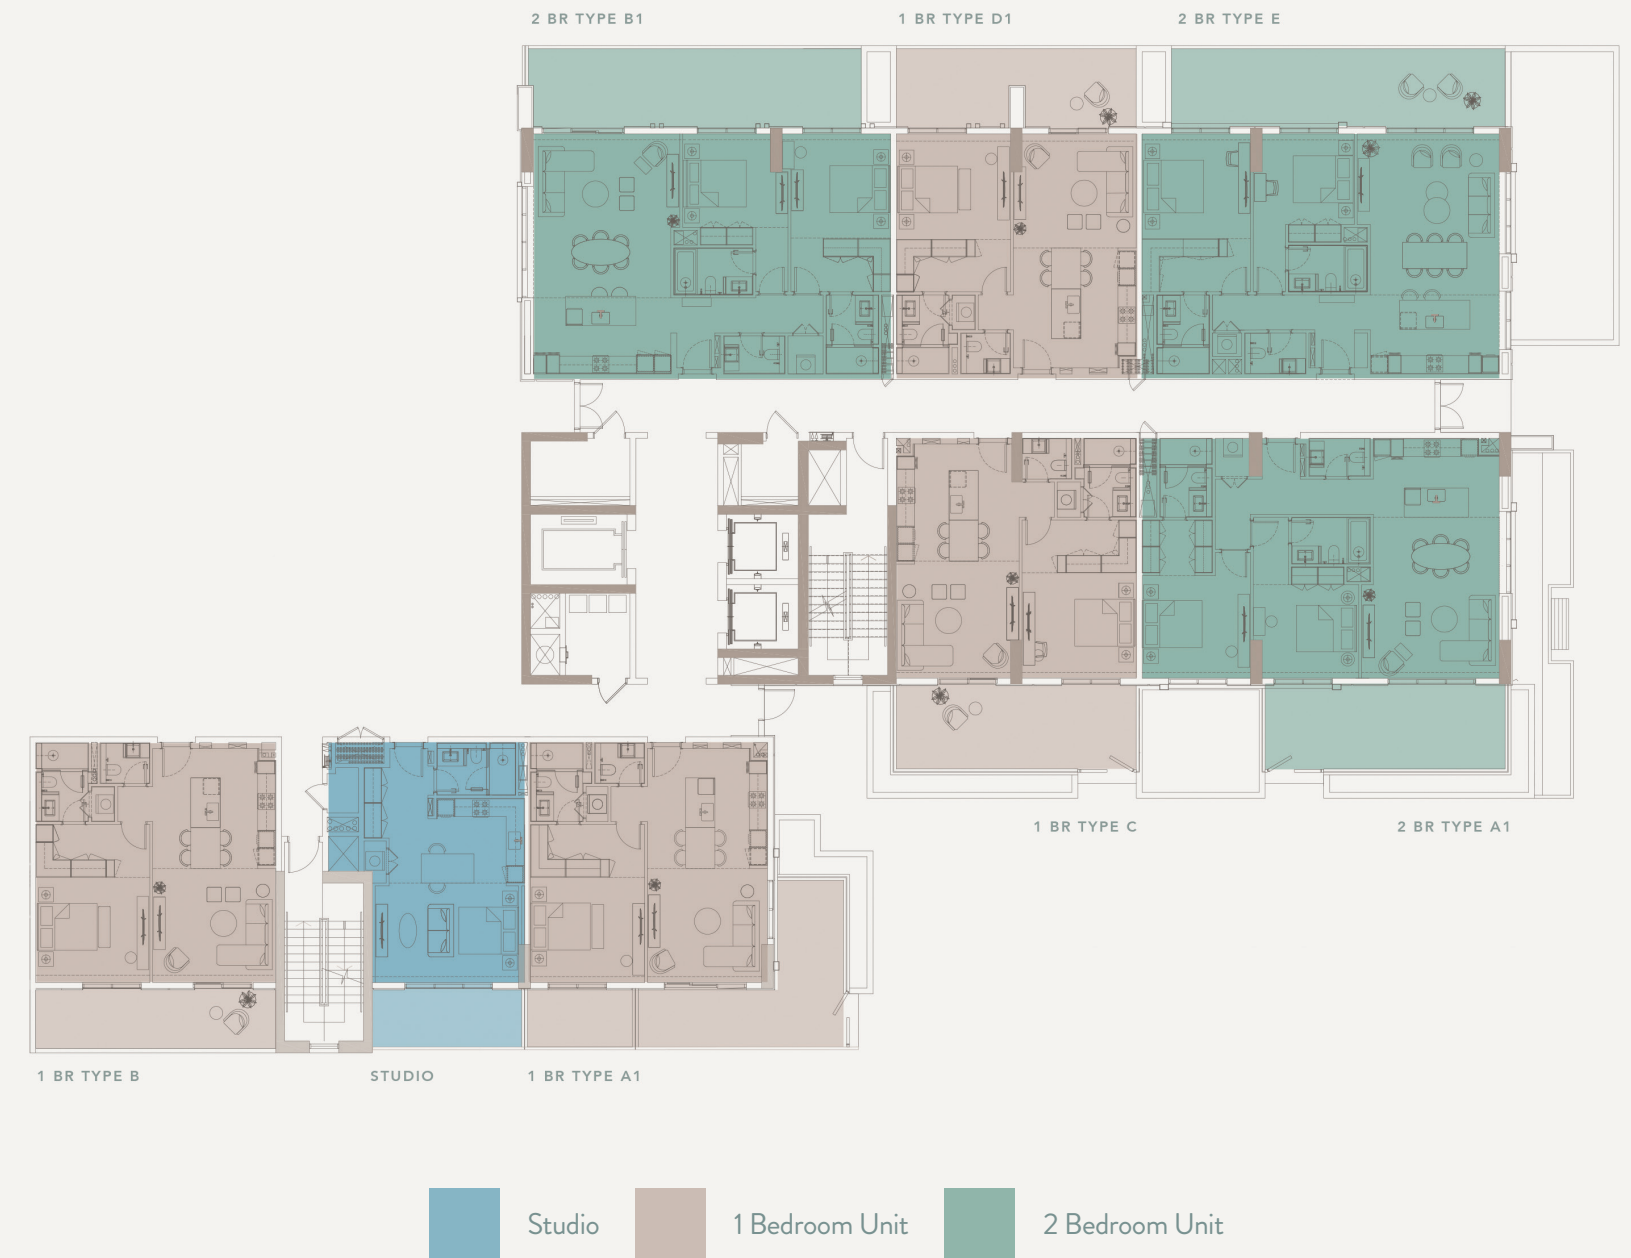 2 BR TYPE B1
1 BR TYPE D1
2 BR TYPE E
1 BR TYPE C
2 BR TYPE A1
1 BR TYPE B
STUDIO
1 BR TYPE A1
Studio
1 Bedroom Unit
2 Bedroom Unit